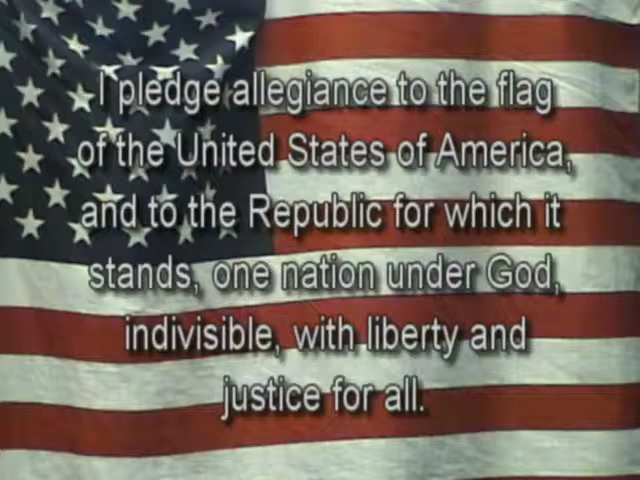 I pledge allegiance to the flag
of the United States of America,
and to the Republic for which it
stands, one nation under God,
indivisible, with liberty and
justice for all.